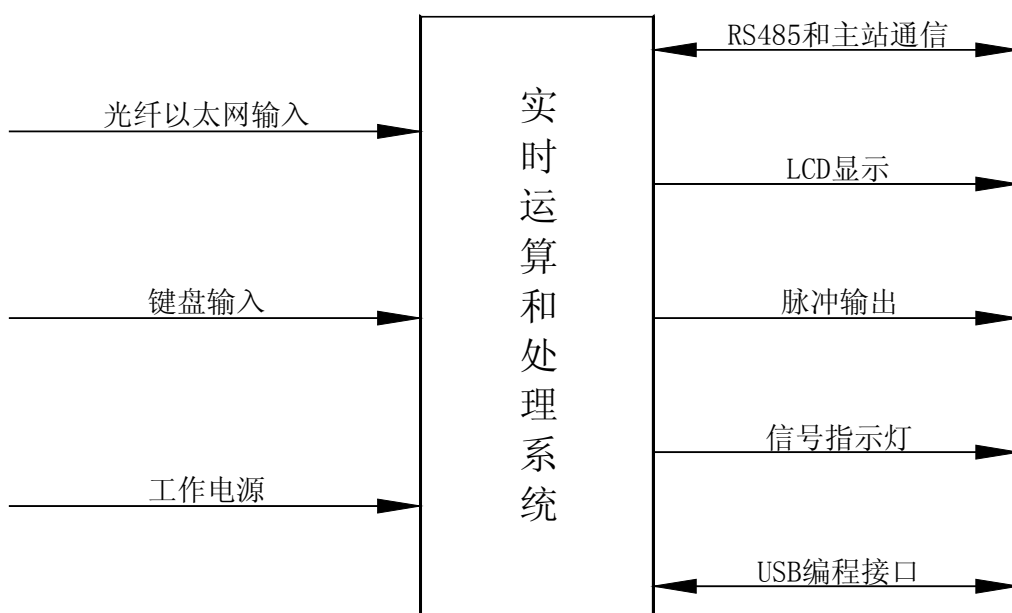 光纤以太网输入
键盘输入
工作电源
实时运算和处理系统
RS485和主站通信
LCD显示
脉冲输出
信号指示灯
USB编程接口